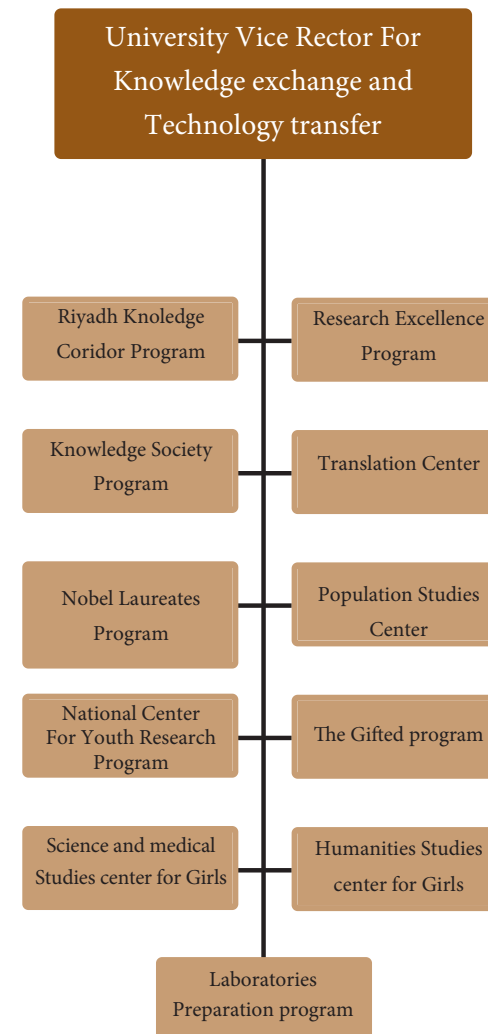 University Vice Rector For
Knowledge exchange and
Technology transfer
Riyadh Knoledge
Coridor Program
Research Excellence
Program
Knowledge Society
Program
Translation Center
Nobel Laureates
Program
Population Studies
Center
National Center
For Youth Research
Program
The Gifted program
Science and medical
Studies center for Girls
Humanities Studies
center for Girls
Laboratories
Preparation program